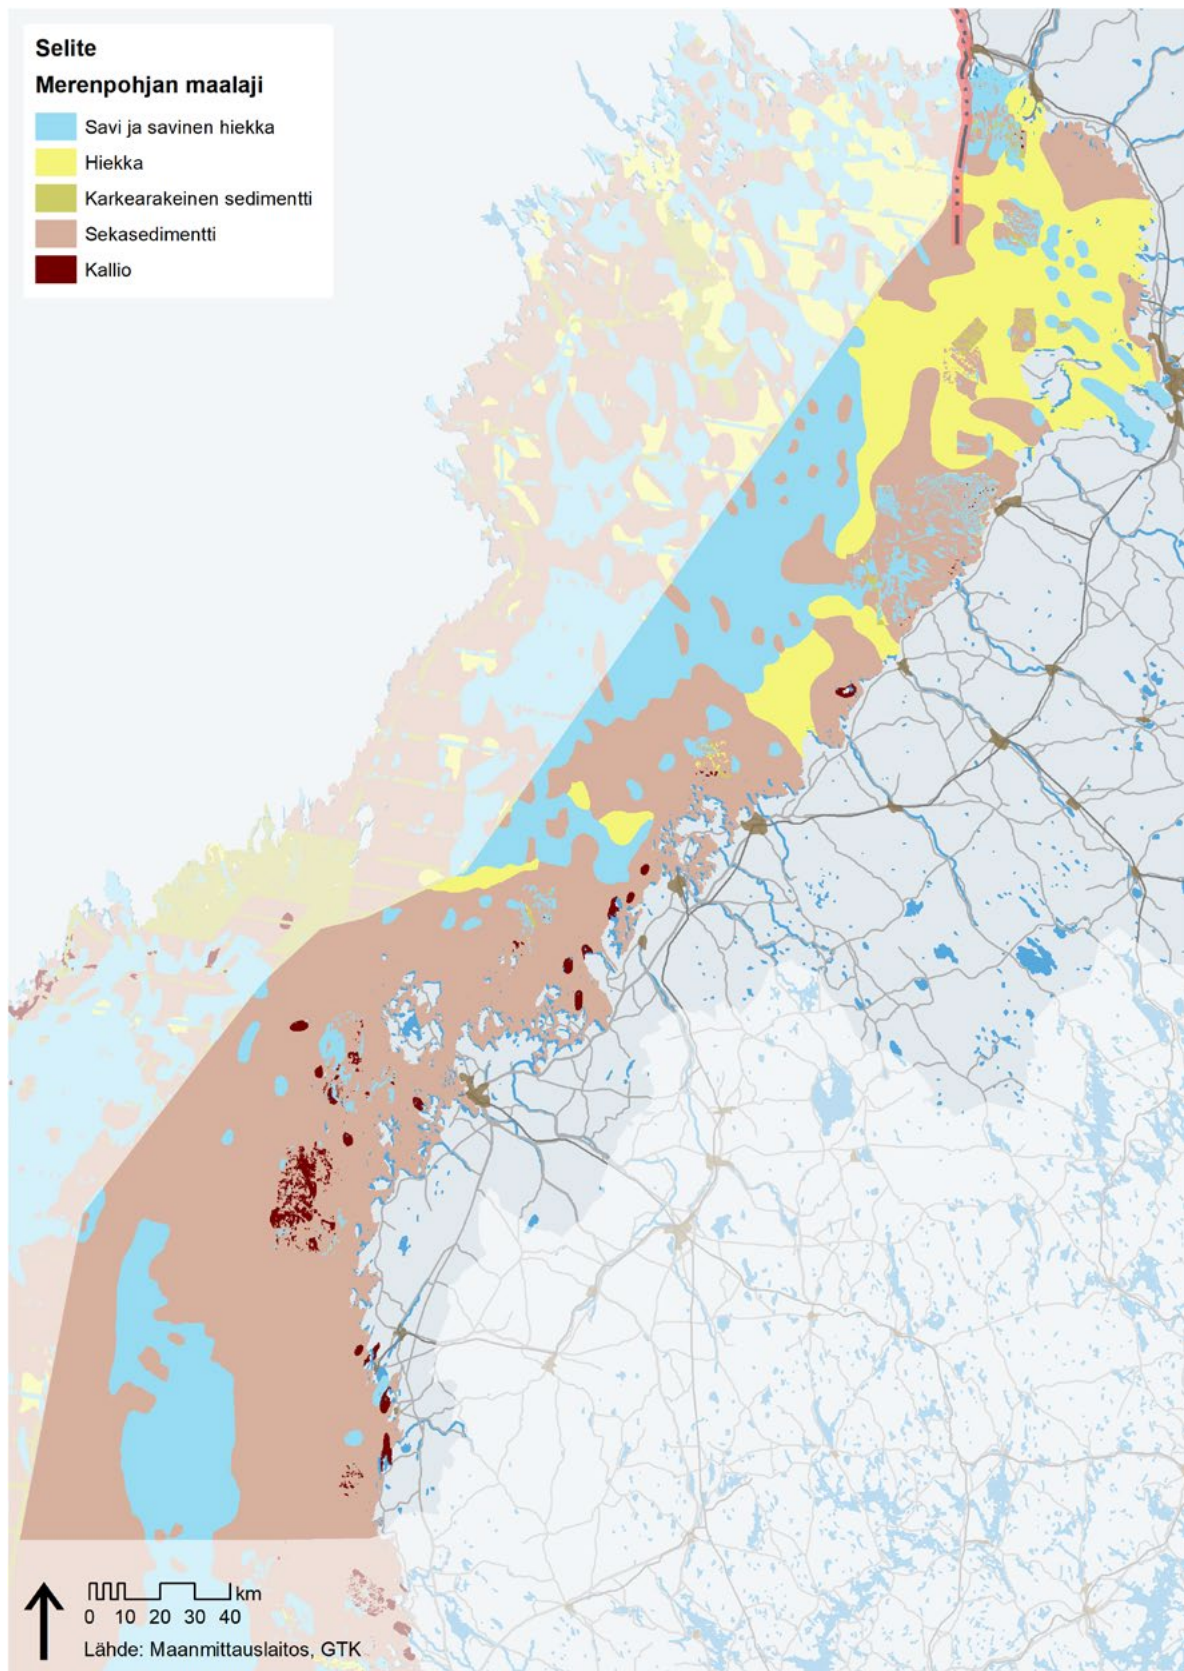 Selite
Merenpohjan maalaji
Savi ja savinen hiekka
Hiekka
Karkearakeinen sedimentti
Sekasedimentti
Kallio
km
0 10 20 30 40
Lähde: Maanmittauslaitos, GTK